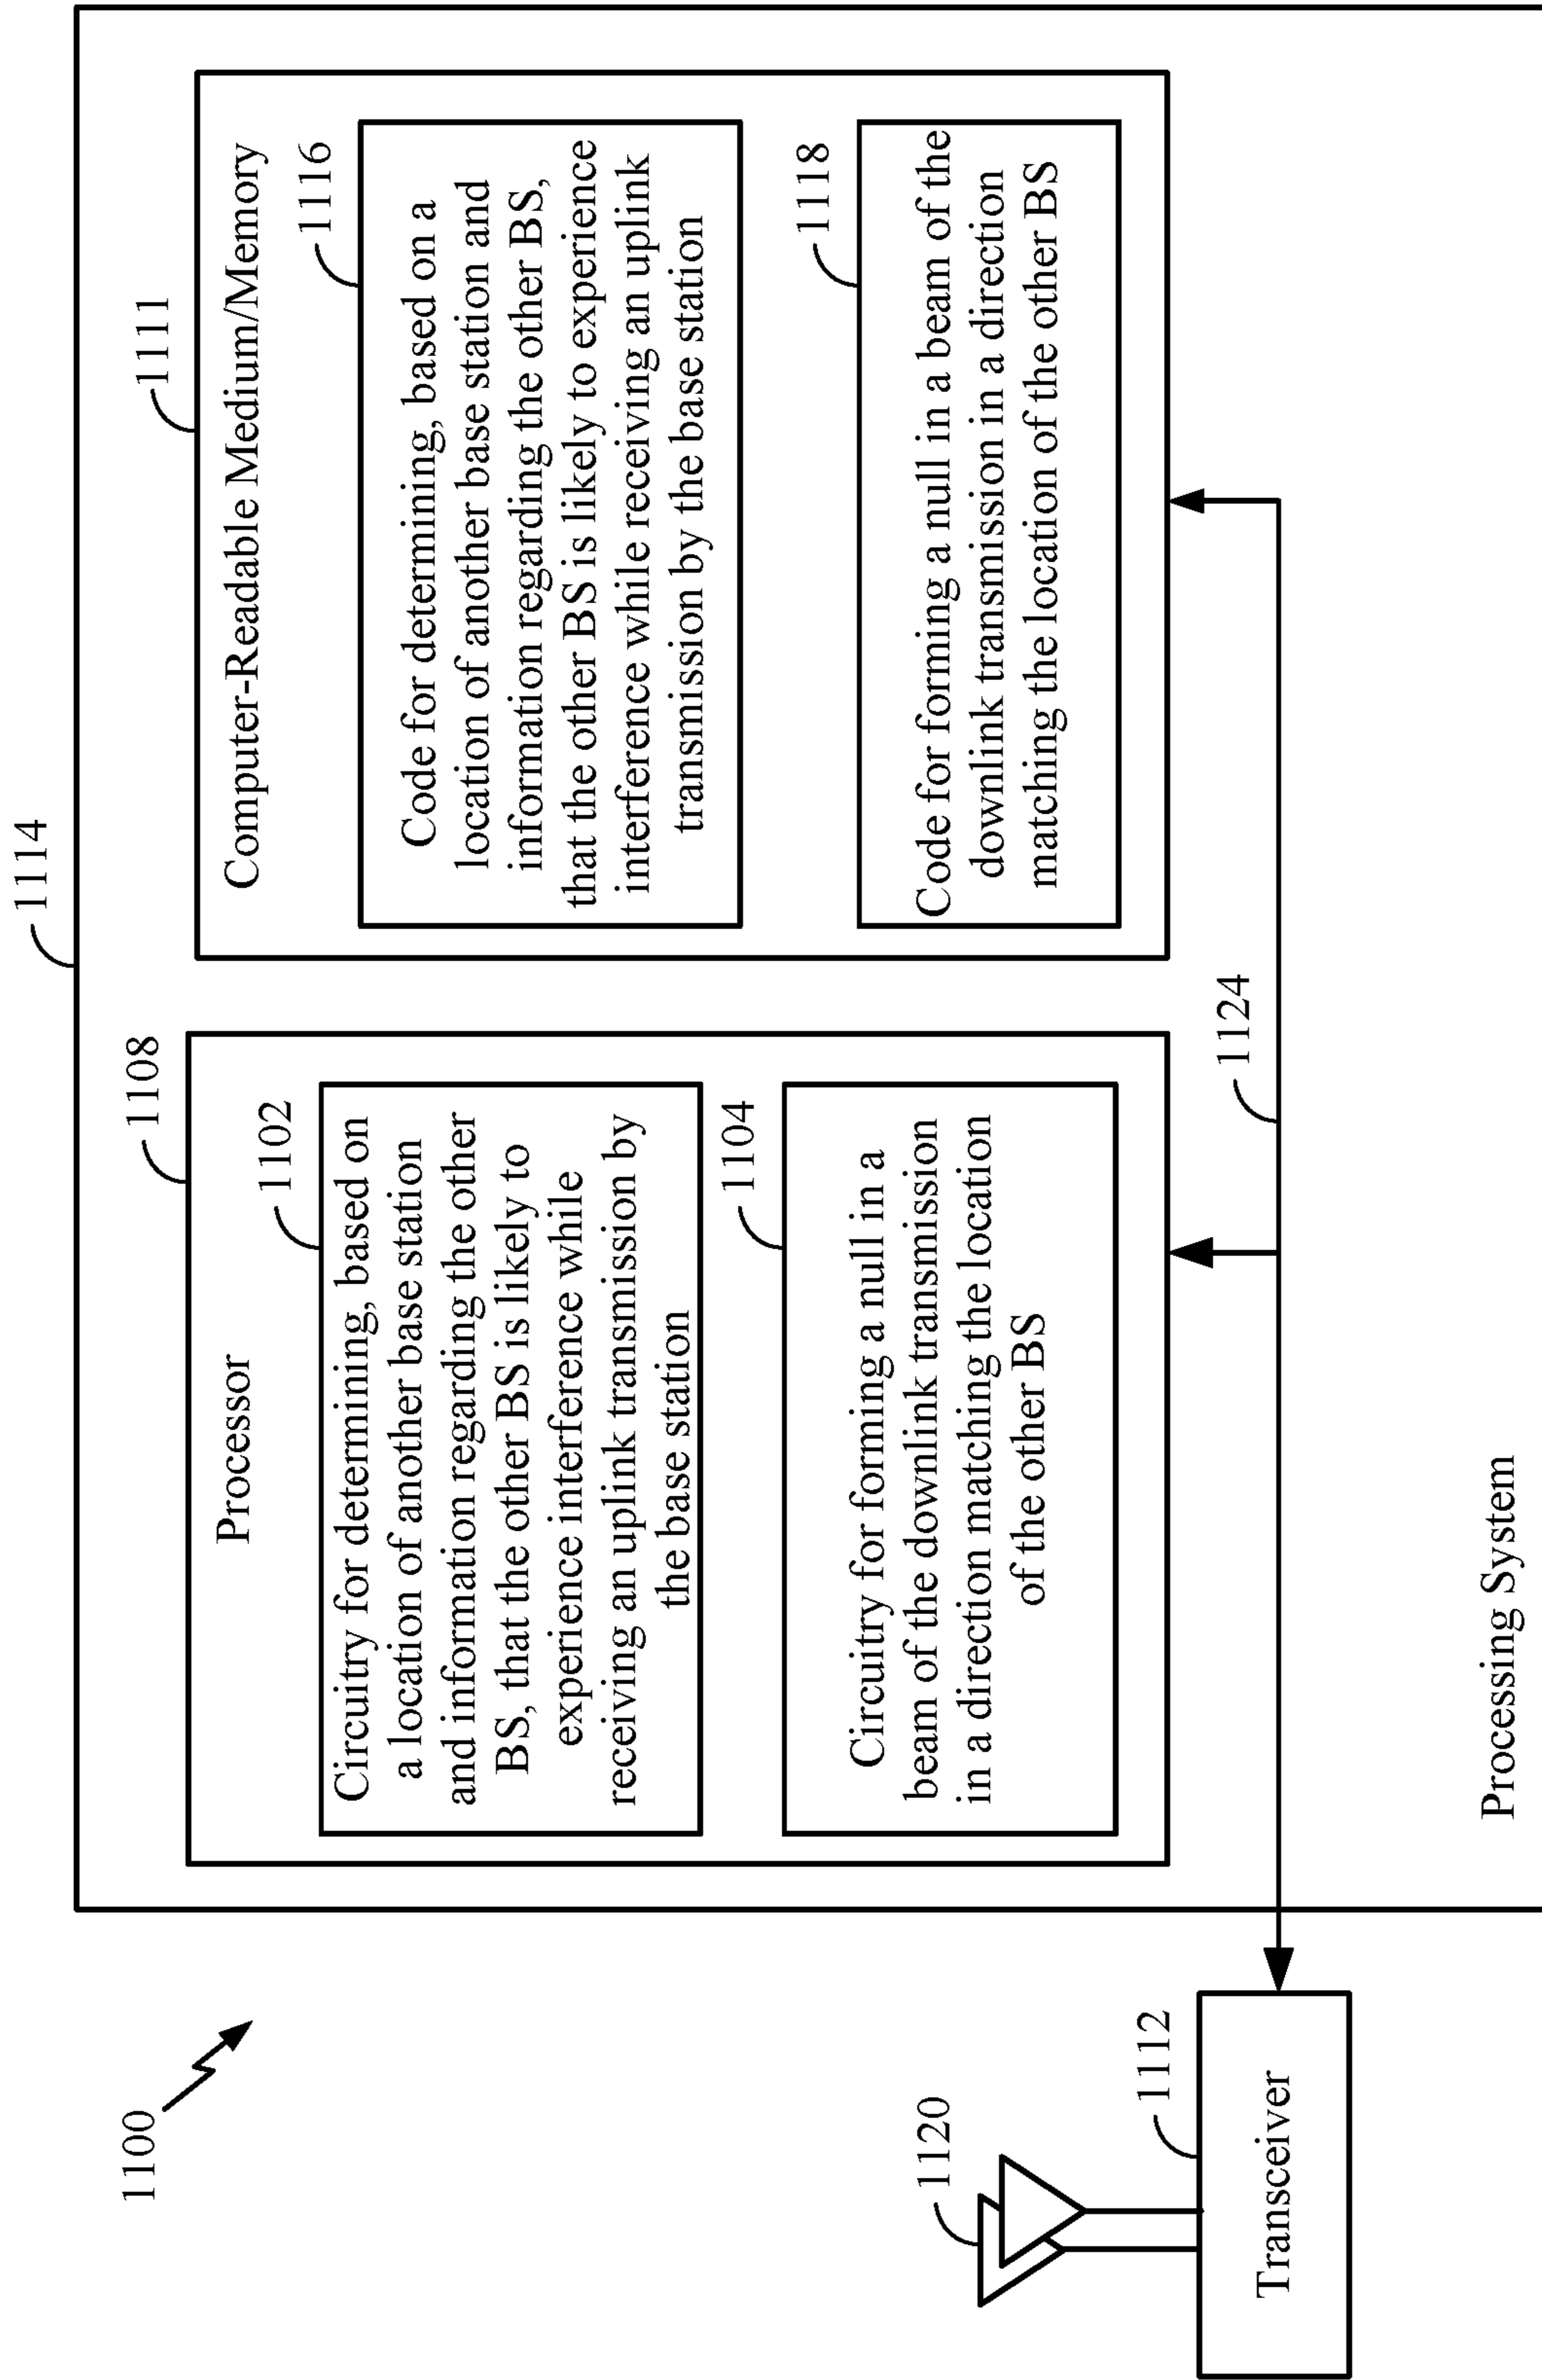 1100
1114
1108
Processor
1102
Circuitry for determining, based on
a location of another base station
and information regarding the other
BS, that the other BS is likely to
experience interference while
receiving an uplink transmission by
the base station
1104
Circuitry for forming a null in a
beam of the downlink transmission
in a direction matching the location
of the other BS
1111
Computer-Readable Medium/Memory
1116
Code for determining, based on a
location of another base station and
information regarding the other BS,
that the other BS is likely to experience
interference while receiving an uplink
transmission by the base station
1118
Code for forming a null in a beam of the
downlink transmission in a direction
matching the location of the other BS
1124
1120
1112
Transceiver
Processing System